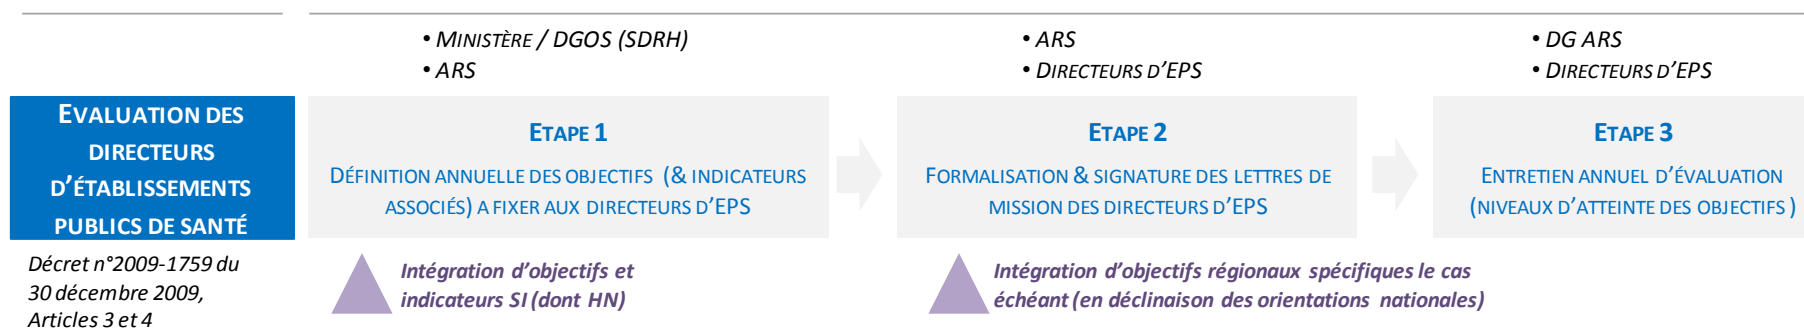 • MINISTÈRE / DGOS (SDRH)
• ARS
• ARS
• DIRECTEURS D'EPS
• DG ARS
• DIRECTEURS D'EPS
EVALUATION DES
DIRECTEURS
D'ÉTABLISSEMENTS
PUBLICS DE SANTÉ
Décret n°2009-1759 du
30 décembre 2009,
Articles 3 et 4
ETAPE 1
DÉFINITION ANNUELLE DES OBJECTIFS (& INDICATEURS
ASSOCIÉS) A FIXER AUX DIRECTEURS D'EPS
Intégration d'objectifs et
indicateurs SI (dont HN)
ETAPE 2
FORMALISATION & SIGNATURE DES LETTRES DE
MISSION DES DIRECTEURS D'EPS
Intégration d'objectifs régionaux spécifiques le cas
échéant (en déclinaison des orientations nationales)
ETAPE 3
ENTRETIEN ANNUEL D'ÉVALUATION
(NIVEAUX D'ATTEINTE DES OBJECTIFS )